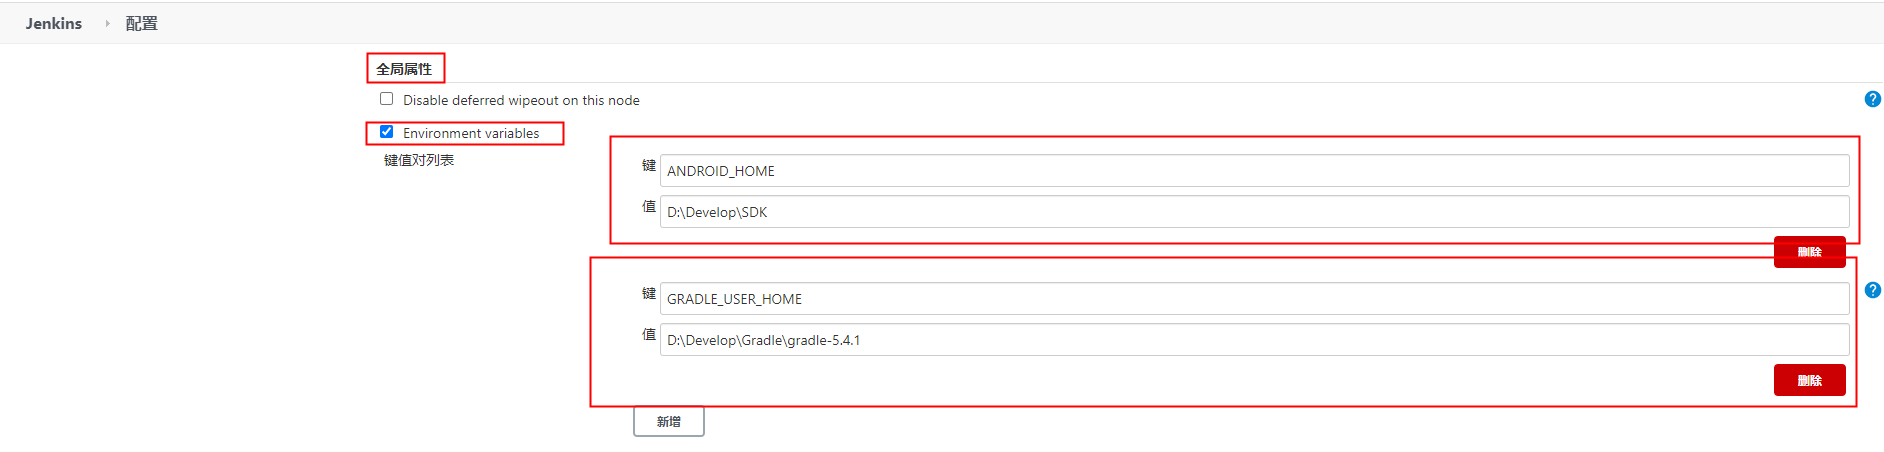 Jenkins 配置
全局属性
Disable deferred wipeout on this node
Environment variables
键值对列表
键 ANDROID_HOME
值 D:\Develop\SDK
删除
键 GRADLE_USER_HOME
值 D:\Develop\Gradle\gradle-5.4.1
删除
新增